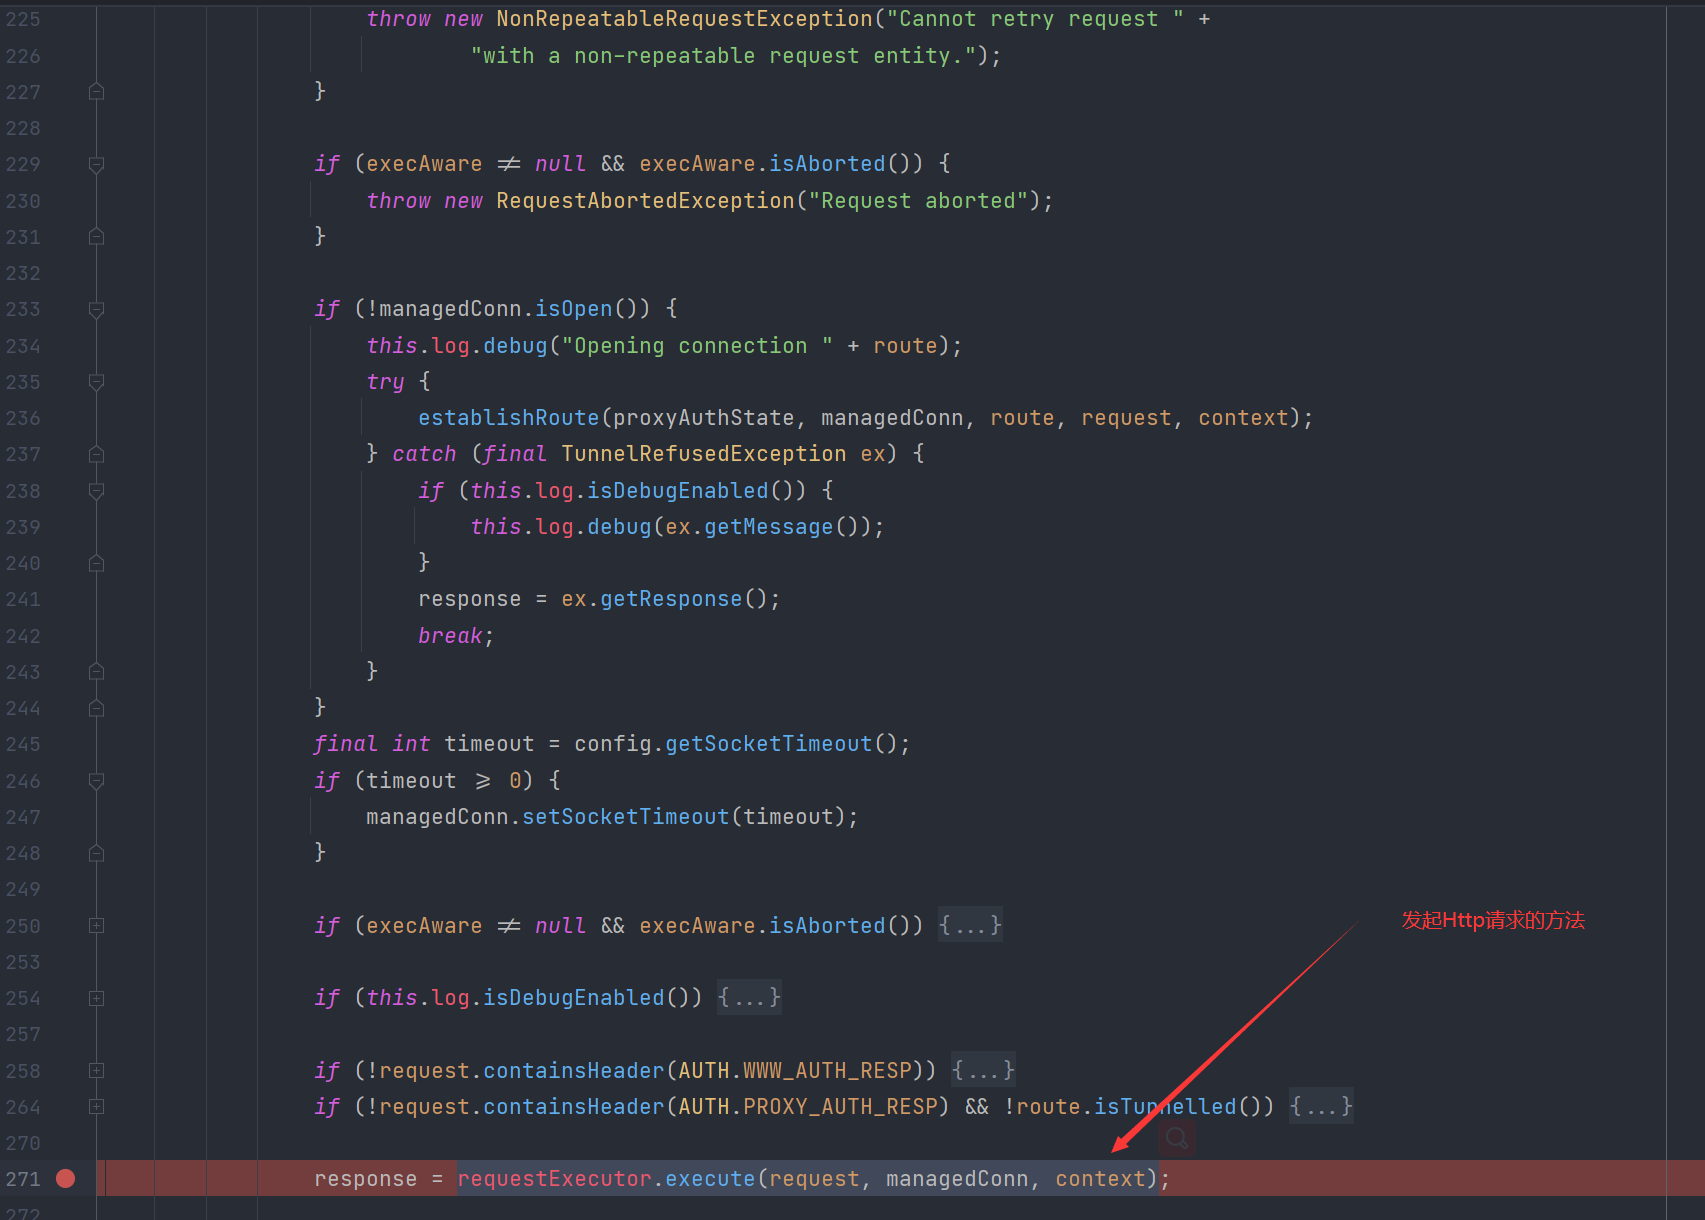 225 throw new NonRepeatableRequestException("Cannot retry request " +
226 "with a non-repeatable request entity.");
227 }
228
229 if (execAware ≠ null && execAware.isAborted()) {
230 throw new RequestAbortedException("Request aborted");
231 }
232
233 if (!managedConn.isOpen()) {
234 this.log.debug("Opening connection " + route);
235 try {
236 establishRoute(proxyAuthState, managedConn, route, request, context);
237 } catch (final TunnelRefusedException ex) {
238 if (this.log.isDebugEnabled()) {
239 this.log.debug(ex.getMessage());
240 }
241 response = ex.getResponse();
242 break;
243 }
244 }
245 final int timeout = config.getSocketTimeout();
246 if (timeout ⩾ 0) {
247 managedConn.setSocketTimeout(timeout);
248 }
249
250 if (execAware ≠ null && execAware.isAborted()) {...}
发起Http请求的方法
253
254 if (this.log.isDebugEnabled()) {...}
257
258 if (!request.containsHeader(AUTH.WWW_AUTH_RESP)) {...}
264 if (!request.containsHeader(AUTH.PROXY_AUTH_RESP) && !route.isTunnelled()) {...}
270
271 response = requestExecutor.execute(request, managedConn, context);
272